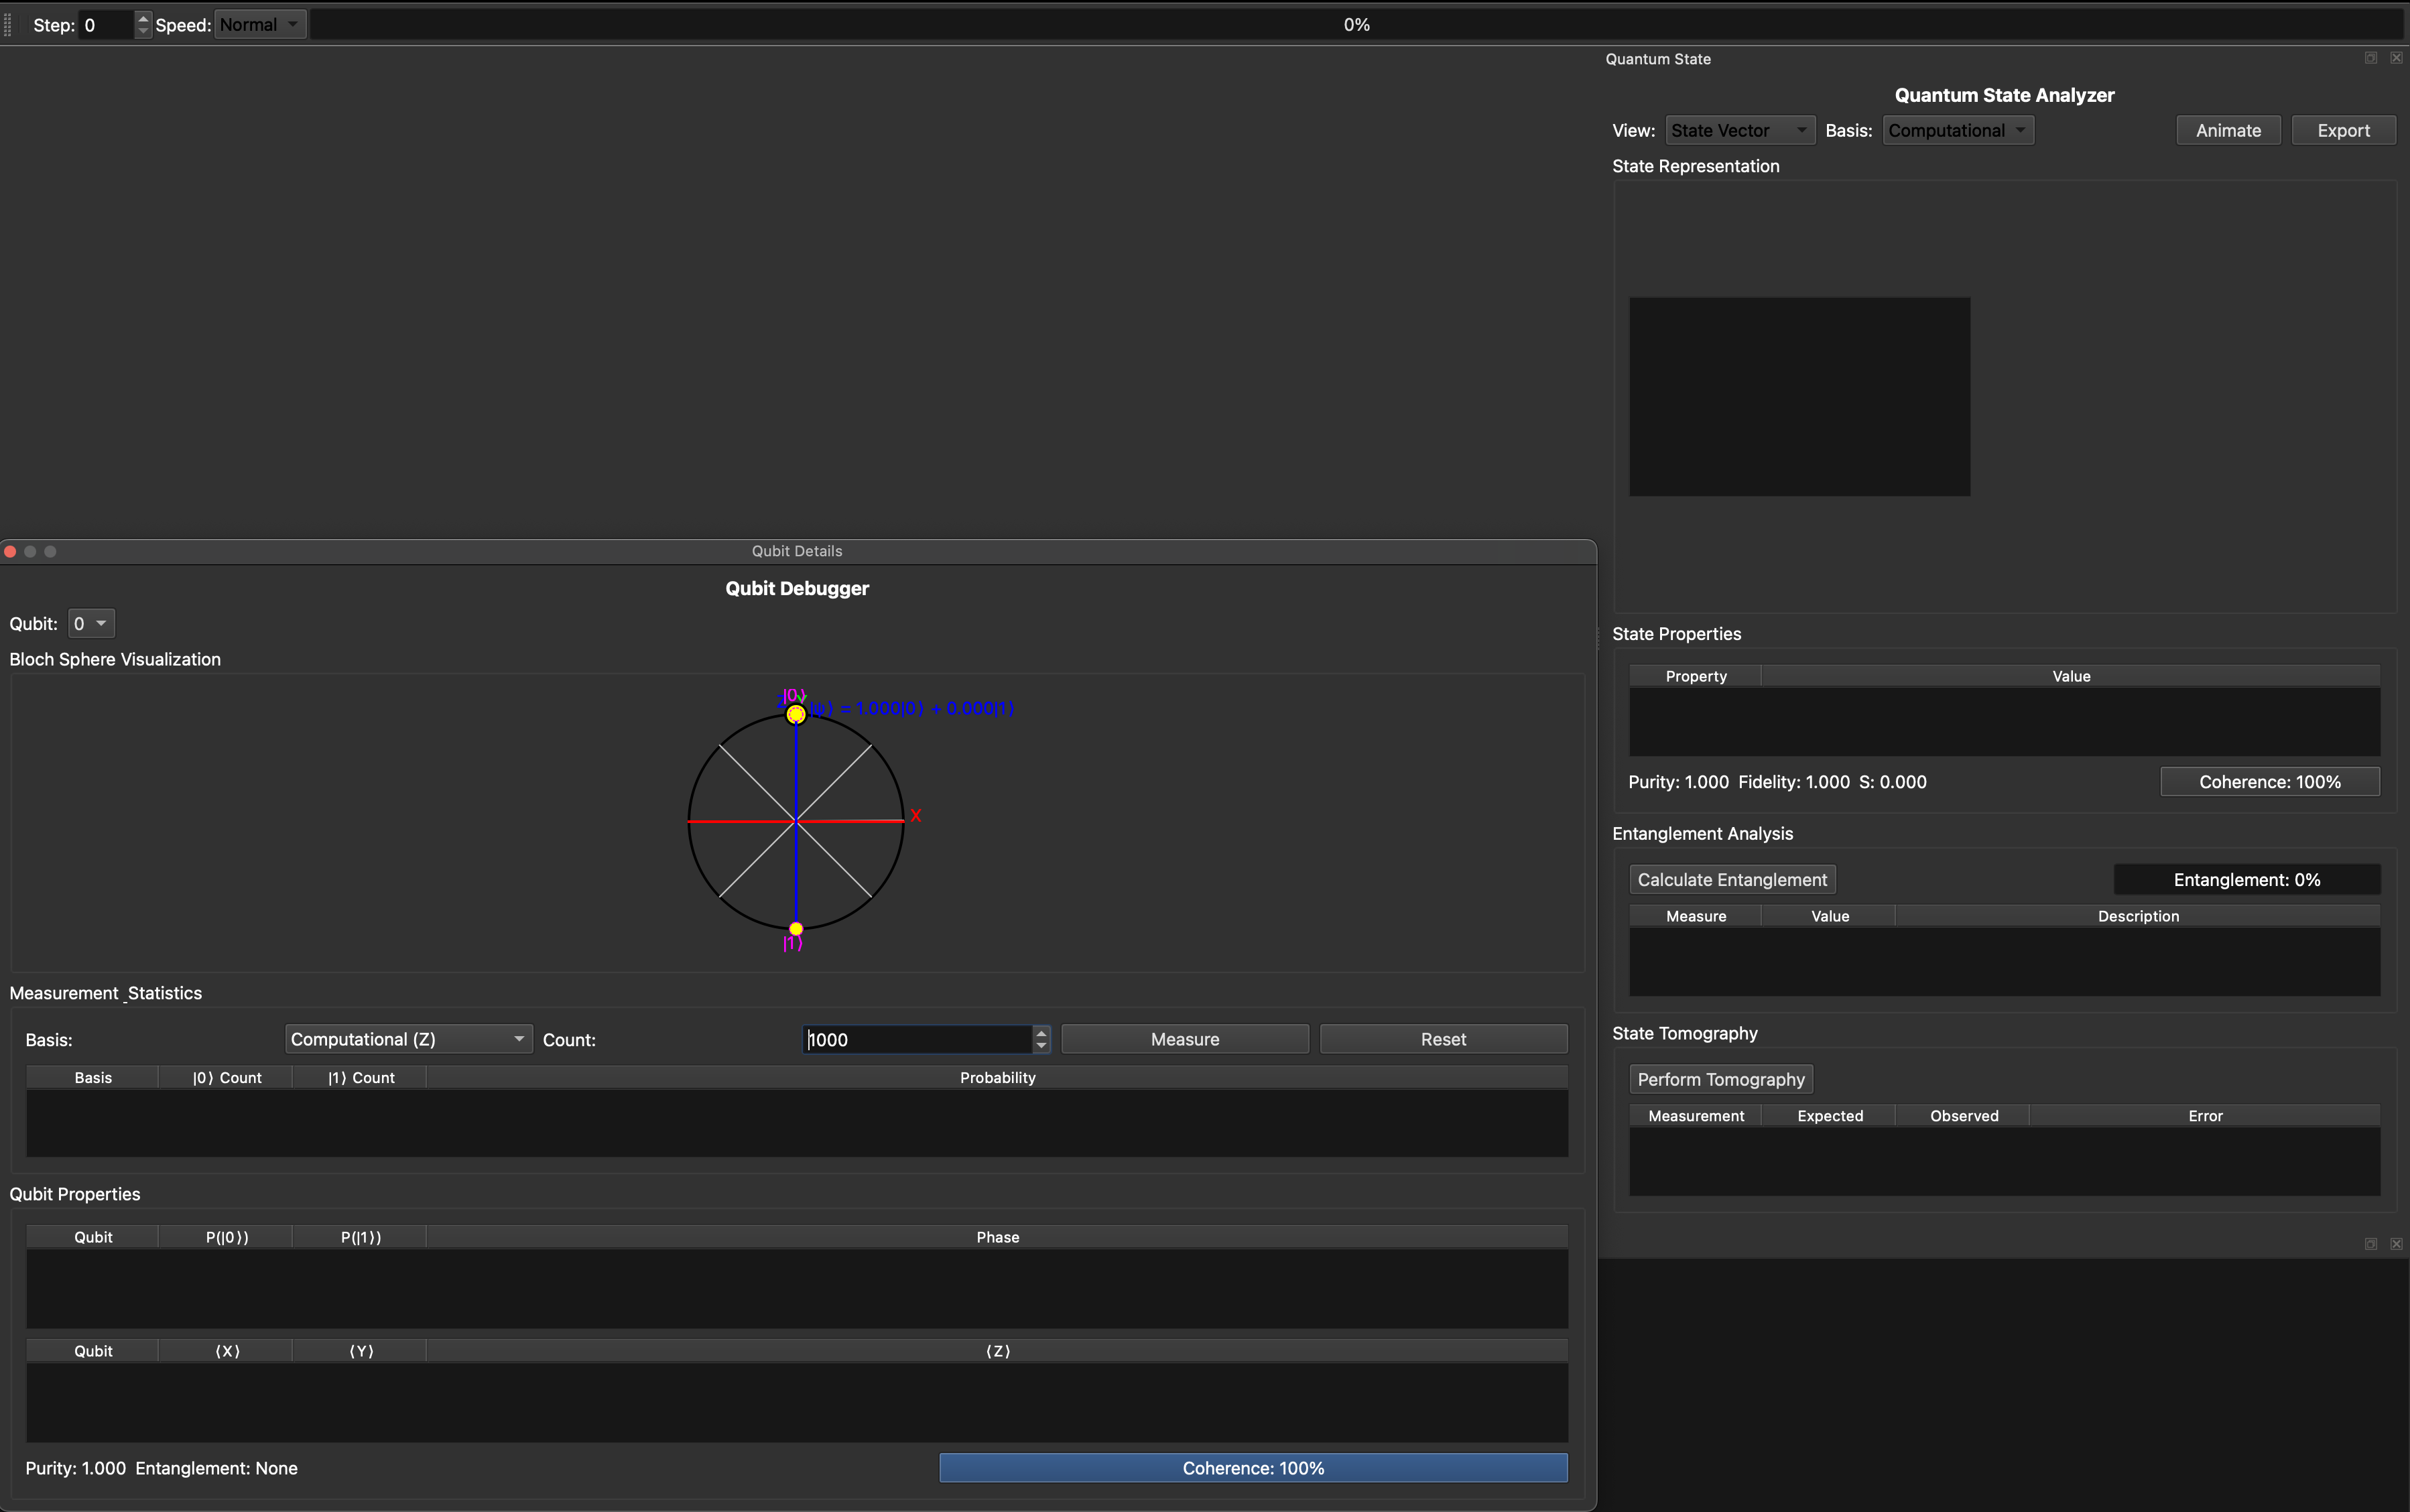 Step: 0 Speed: Normal 0%
Quantum State
Quantum State Analyzer
View: State Vector Basis: Computational Animate Export
State Representation
Qubit Details
Qubit Debugger
Qubit: 0
Bloch Sphere Visualization
|0⟩
Z Y
|ψ⟩ = 1.000|0⟩ + 0.000|1⟩
X
|1⟩
Measurement _Statistics
Basis: Computational (Z) Count: 1000 Measure Reset
Basis |0⟩ Count |1⟩ Count Probability
Qubit Properties
Qubit P(|0⟩) P(|1⟩) Phase
Qubit ⟨X⟩ ⟨Y⟩ ⟨Z⟩
Purity: 1.000 Entanglement: None Coherence: 100%
State Properties
Property Value
Purity: 1.000 Fidelity: 1.000 S: 0.000 Coherence: 100%
Entanglement Analysis
Calculate Entanglement Entanglement: 0%
Measure Value Description
State Tomography
Perform Tomography
Measurement Expected Observed Error